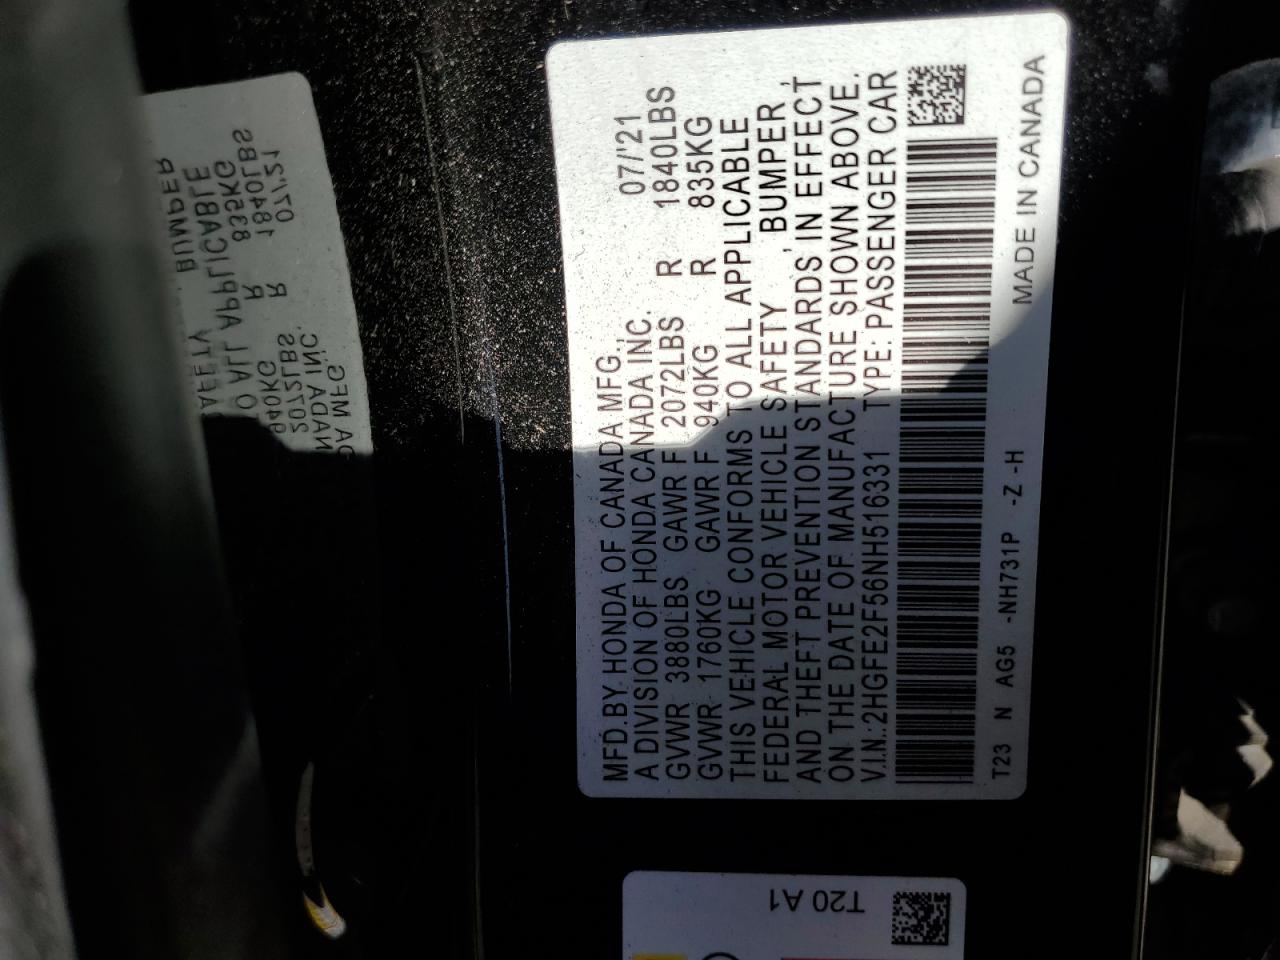 MFD.BY HONDA OF CANADA MFG., 07/'21
A DIVISION OF HONDA CANADA INC.
GVWR 3880LBS GAWR F 2072LBS R 1840LBS
GVWR 1760KG GAWR F 940KG R 835KG
THIS VEHICLE CONFORMS TO ALL APPLICABLE
FEDERAL MOTOR VEHICLE SAFETY, BUMPER,
AND THEFT PREVENTION STANDARDS IN EFFECT
ON THE DATE OF MANUFACTURE SHOWN ABOVE.
V.I.N.:2HGFE2F56NH516331 TYPE: PASSENGER CAR
T23 N AG5 -NH731P -Z -H MADE IN CANADA
T20 A1